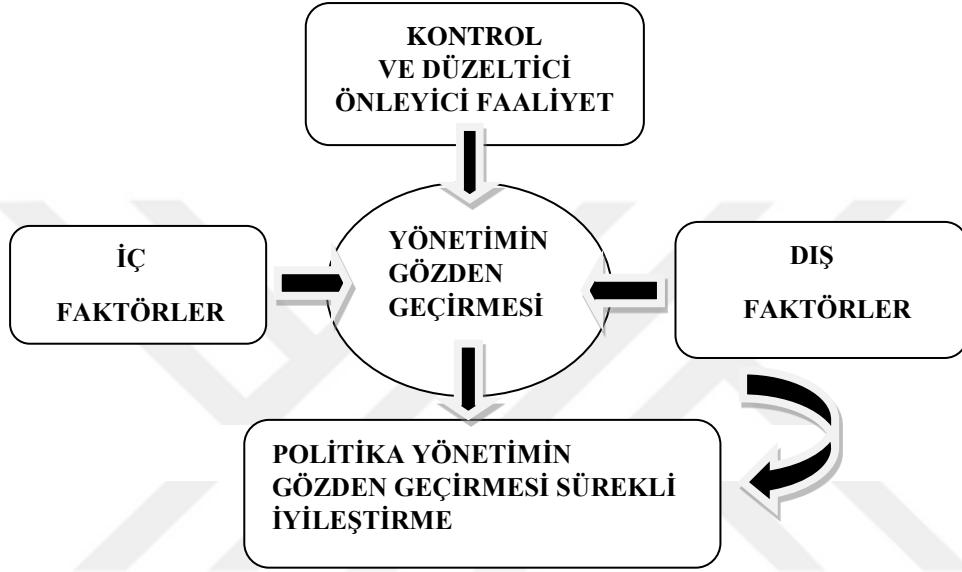 KONTROL
VE DÜZELTİCİ
ÖNLEYİCİ FAALİYET
İÇ
FAKTÖRLER
YÖNETİMİN
GÖZDEN
GEÇİRMESİ
DIŞ
FAKTÖRLER
POLİTİKA YÖNETİMİN
GÖZDEN GEÇİRMESİ SÜREKLİ
İYİLEŞTİRME